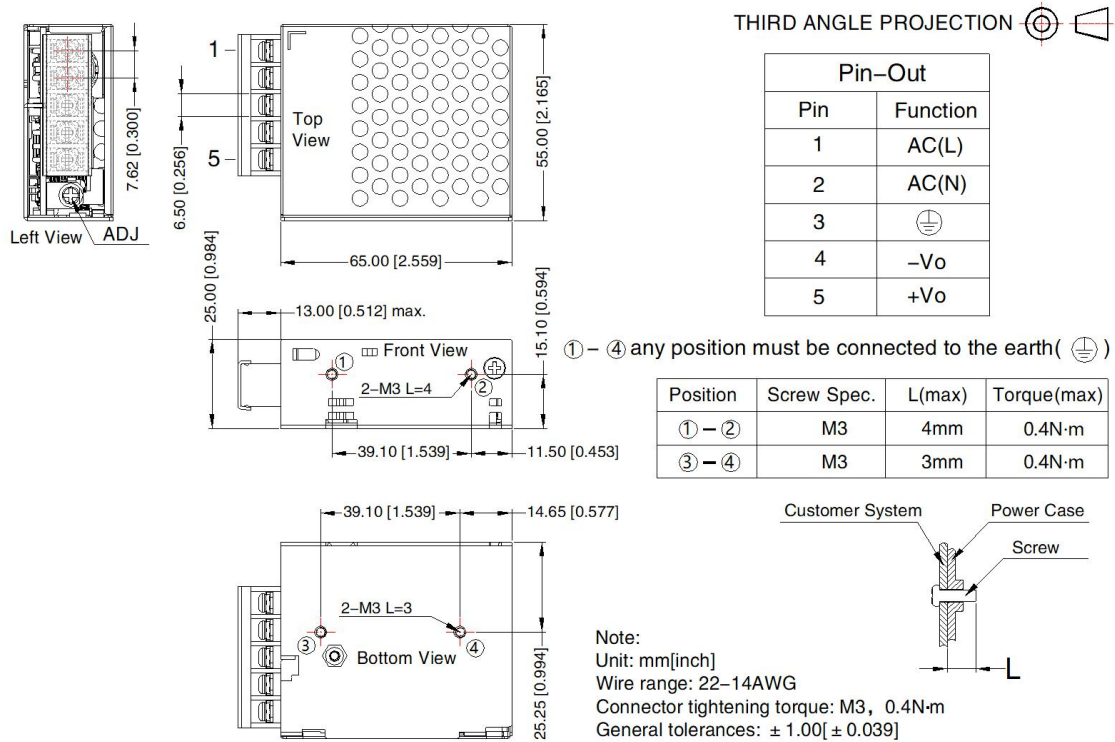 THIRD ANGLE PROJECTION
1
5
Top
View
7.62 [0.300]
6.50 [0.256]
55.00 [2.165]
Left View
ADJ
65.00 [2.559]
Pin-Out
Pin Function
1 AC(L)
2 AC(N)
3 ⏚
4 -Vo
5 +Vo
25.00 [0.984]
13.00 [0.512] max.
15.10 [0.594]
Front View
①
②
2-M3 L=4
39.10 [1.539]
11.50 [0.453]
①-④ any position must be connected to the earth( ⏚ )
Position Screw Spec. L(max) Torque(max)
①-② M3 4mm 0.4N·m
③-④ M3 3mm 0.4N·m
39.10 [1.539]
14.65 [0.577]
2-M3 L=3
③
④
Bottom View
25.25 [0.994]
Customer System
Power Case
Screw
L
Note:
Unit: mm[inch]
Wire range: 22-14AWG
Connector tightening torque: M3, 0.4N·m
General tolerances: ±1.00[±0.039]